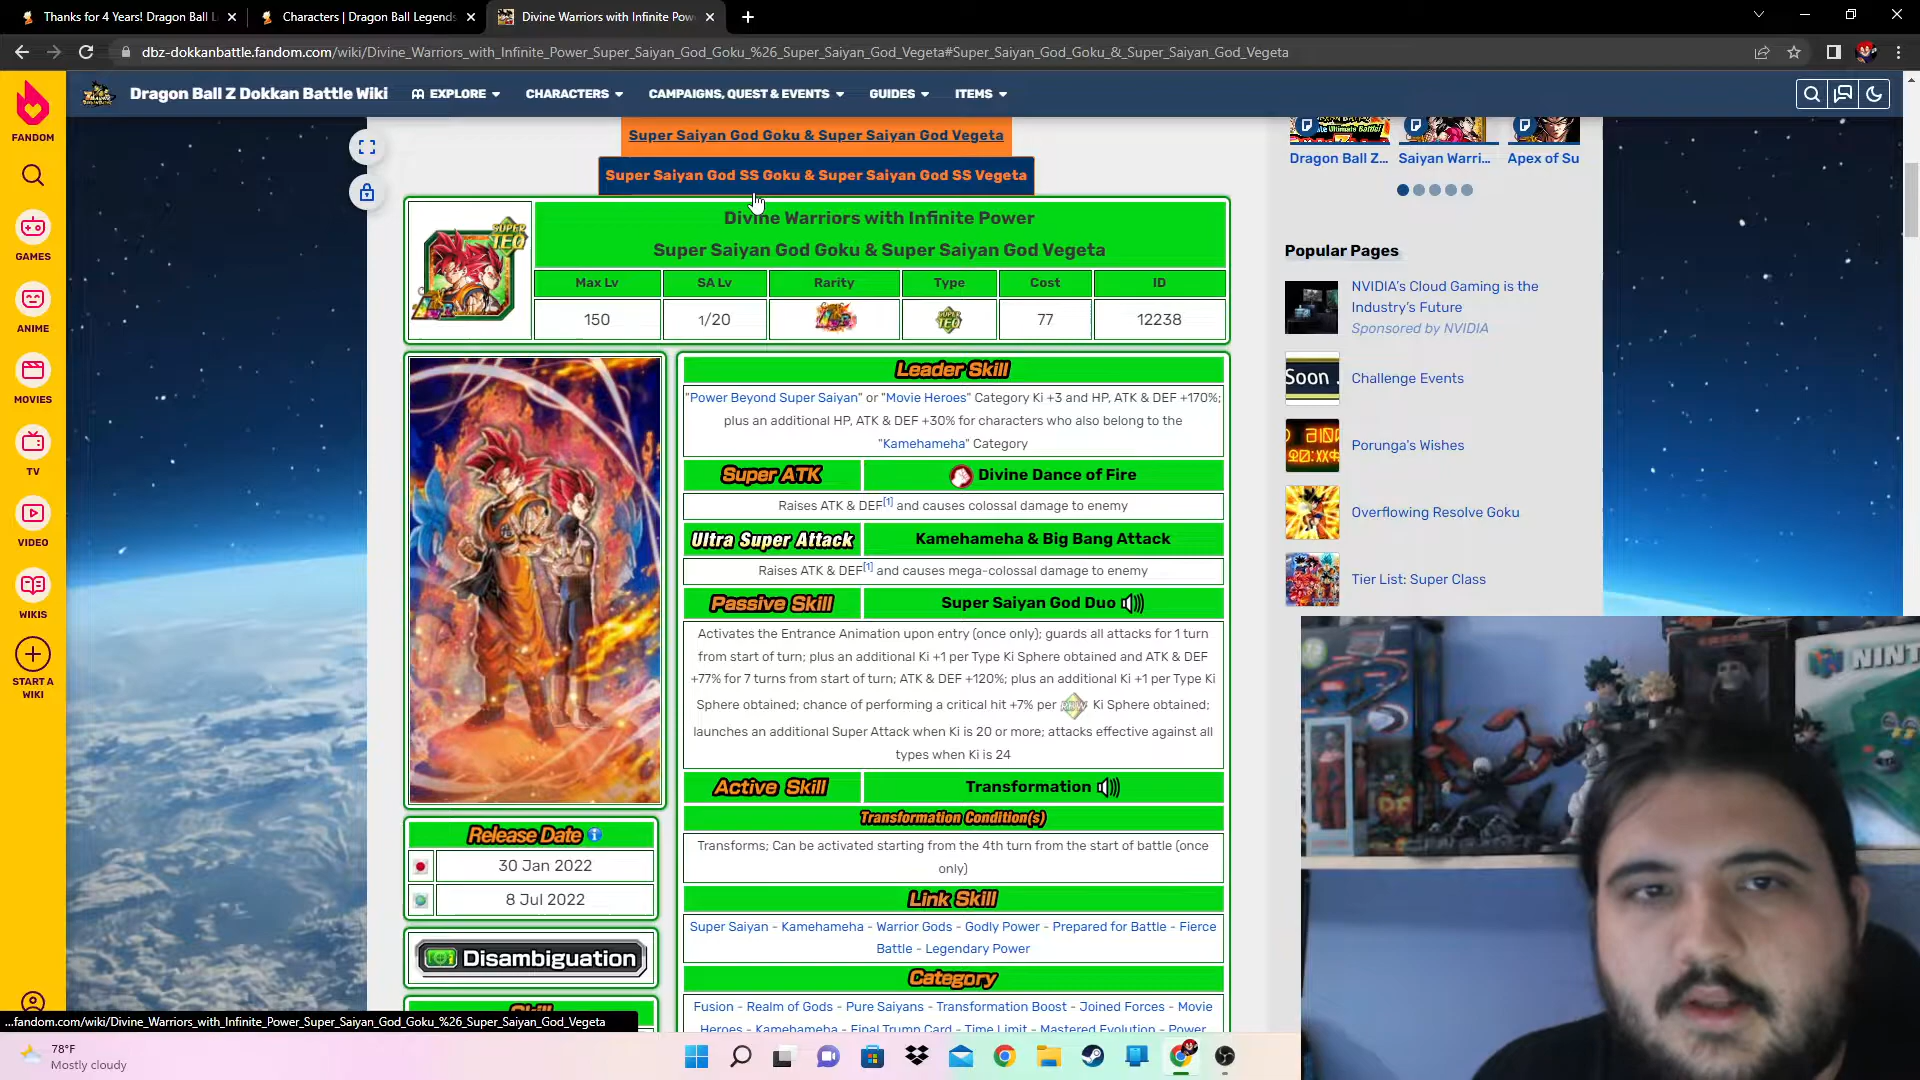 Thanks for 4 Years! Dragon Ball L
Characters | Dragon Ball Legends
Divine Warriors with Infinite Pow
dbz-dokkanbattle.fandom.com/wiki/Divine_Warriors_with_Infinite_Power_Super_Saiyan_God_Goku_%26_Super_Saiyan_God_Vegeta#Super_Saiyan_God_Goku_&_Super_Saiyan_God_Vegeta
FANDOM
GAMES
ANIME
MOVIES
TV
VIDEO
WIKIS
START A
WIKI
Dragon Ball Z Dokkan Battle Wiki
EXPLORE
CHARACTERS
CAMPAIGNS, QUEST & EVENTS
GUIDES
ITEMS
Super Saiyan God Goku & Super Saiyan God Vegeta
Super Saiyan God SS Goku & Super Saiyan God SS Vegeta
SUPER
TEQ
Divine Warriors with Infinite Power
Super Saiyan God Goku & Super Saiyan God Vegeta
Max Lv
SA Lv
Rarity
Type
Cost
ID
150
1/20
TEQ
77
12238
Leader Skill
"Power Beyond Super Saiyan" or "Movie Heroes" Category Ki +3 and HP, ATK & DEF +170%;
plus an additional HP, ATK & DEF +30% for characters who also belong to the
"Kamehameha" Category
Super ATK
Divine Dance of Fire
Raises ATK & DEF[1] and causes colossal damage to enemy
Ultra Super Attack
Kamehameha & Big Bang Attack
Raises ATK & DEF[1] and causes mega-colossal damage to enemy
Passive Skill
Super Saiyan God Duo
Activates the Entrance Animation upon entry (once only); guards all attacks for 1 turn
from start of turn; plus an additional Ki +1 per Type Ki Sphere obtained and ATK & DEF
+77% for 7 turns from start of turn; ATK & DEF +120%; plus an additional Ki +1 per Type Ki
Sphere obtained; chance of performing a critical hit +7% per Ki Sphere obtained;
launches an additional Super Attack when Ki is 20 or more; attacks effective against all
types when Ki is 24
Active Skill
Transformation
Transformation Condition(s)
Transforms; Can be activated starting from the 4th turn from the start of battle (once
only)
Link Skill
Super Saiyan - Kamehameha - Warrior Gods - Godly Power - Prepared for Battle - Fierce
Battle - Legendary Power
Category
Fusion - Realm of Gods - Pure Saiyans - Transformation Boost - Joined Forces - Movie
Heroes - Kamehameha - Final Trump Card - Time Limit - Mastered Evolution - Power
Release Date
30 Jan 2022
8 Jul 2022
Disambiguation
Skill
Dragon Ball Z...
Saiyan Warri...
Apex of Su
Popular Pages
NVIDIA's Cloud Gaming is the
Industry's Future
Sponsored by NVIDIA
Soon .
Challenge Events
Porunga's Wishes
Overflowing Resolve Goku
Tier List: Super Class
NIN
...fandom.com/wiki/Divine_Warriors_with_Infinite_Power_Super_Saiyan_God_Goku_%26_Super_Saiyan_God_Vegeta
78°F
Mostly cloudy